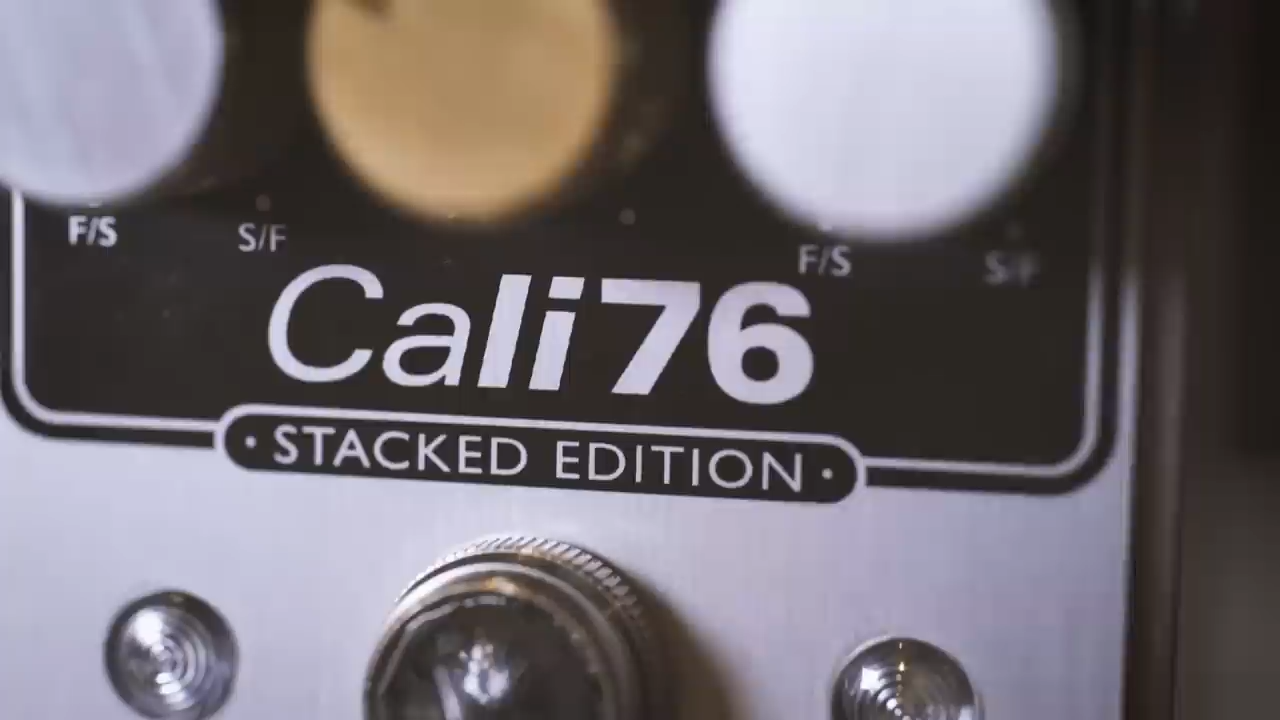 F/S S/F F/S S/F
Cali76
• STACKED EDITION •